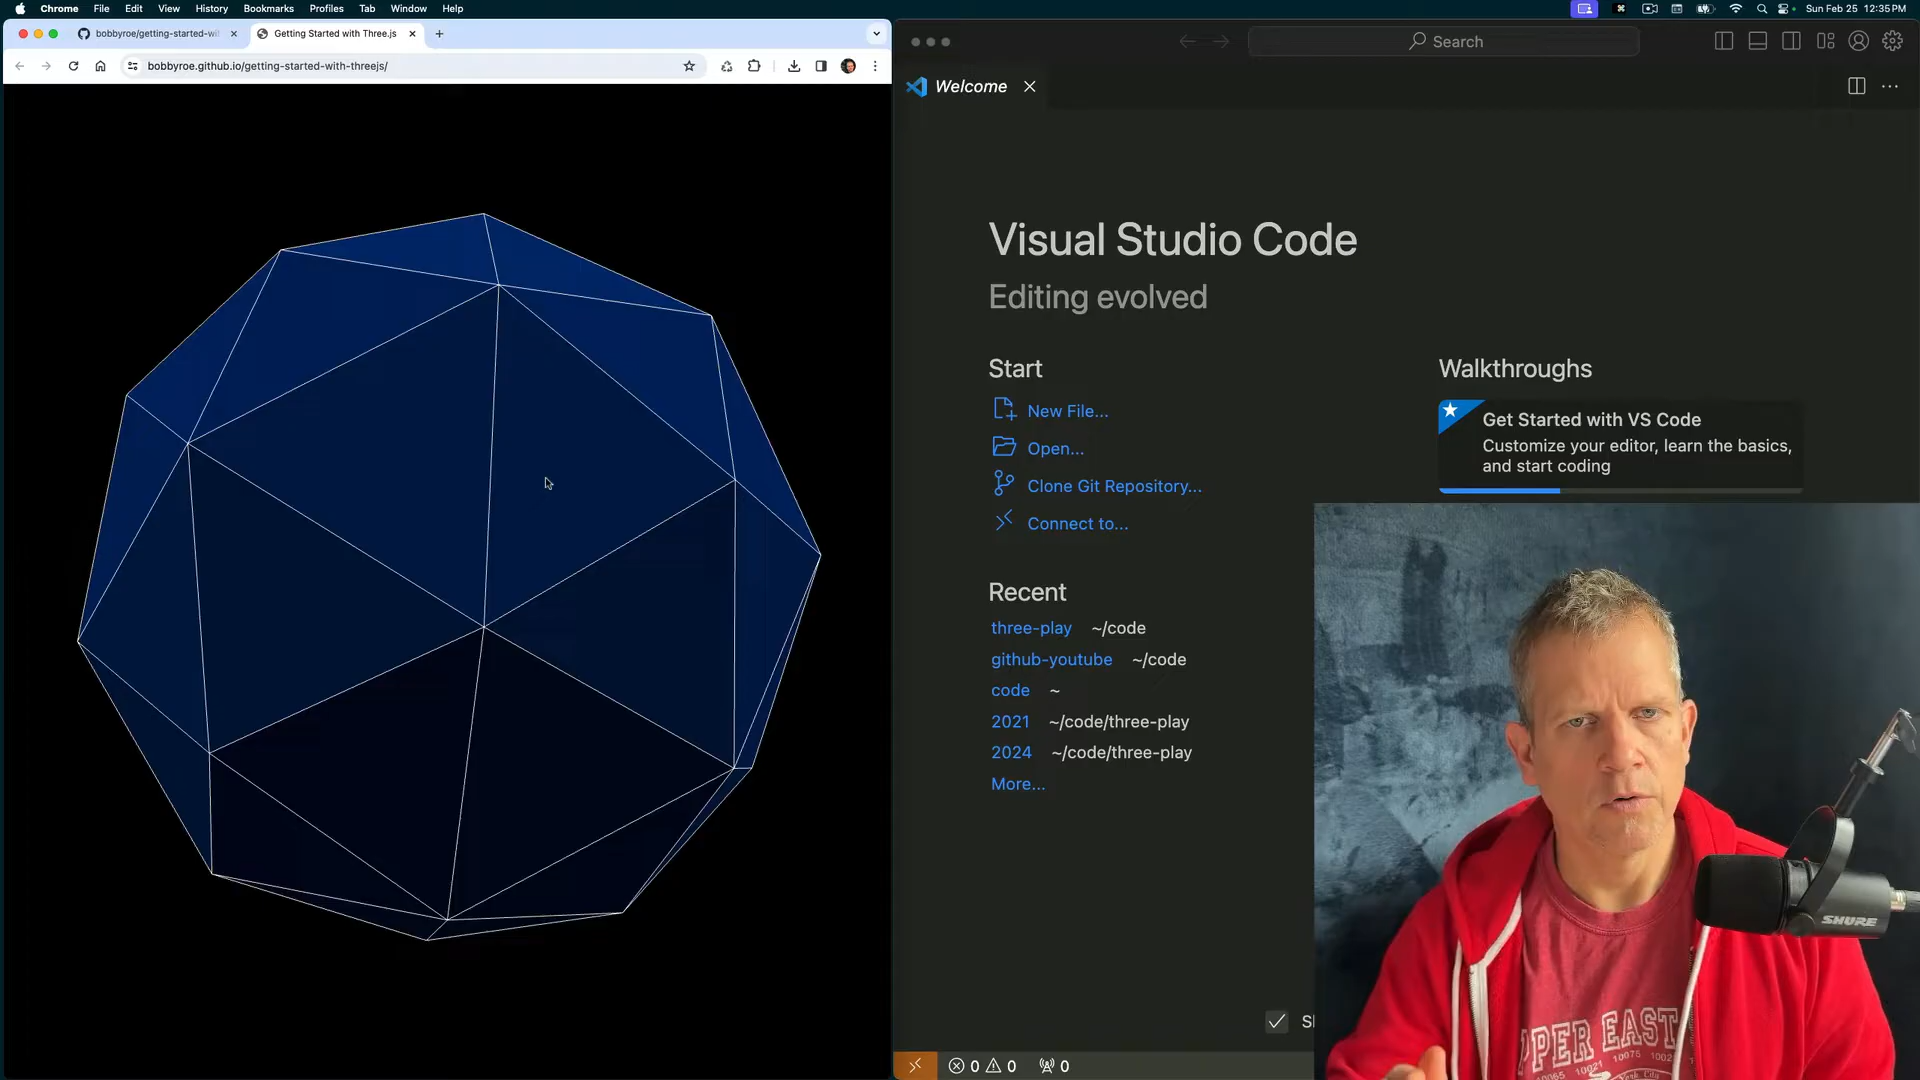 Chrome File Edit View History Bookmarks Profiles Tab Window Help
Sun Feb 25 12:35 PM
bobbyroe/getting-started-wi
Getting Started with Three.js
bobbyroe.github.io/getting-started-with-threejs/
Search
Welcome
Visual Studio Code
Editing evolved
Start
New File...
Open...
Clone Git Repository...
Connect to...
Walkthroughs
Get Started with VS Code
Customize your editor, learn the basics,
and start coding
Recent
three-play ~/code
github-youtube ~/code
code ~
2021 ~/code/three-play
2024 ~/code/three-play
More...
0 0 0
SHURE
PPER EAST
10075
10065